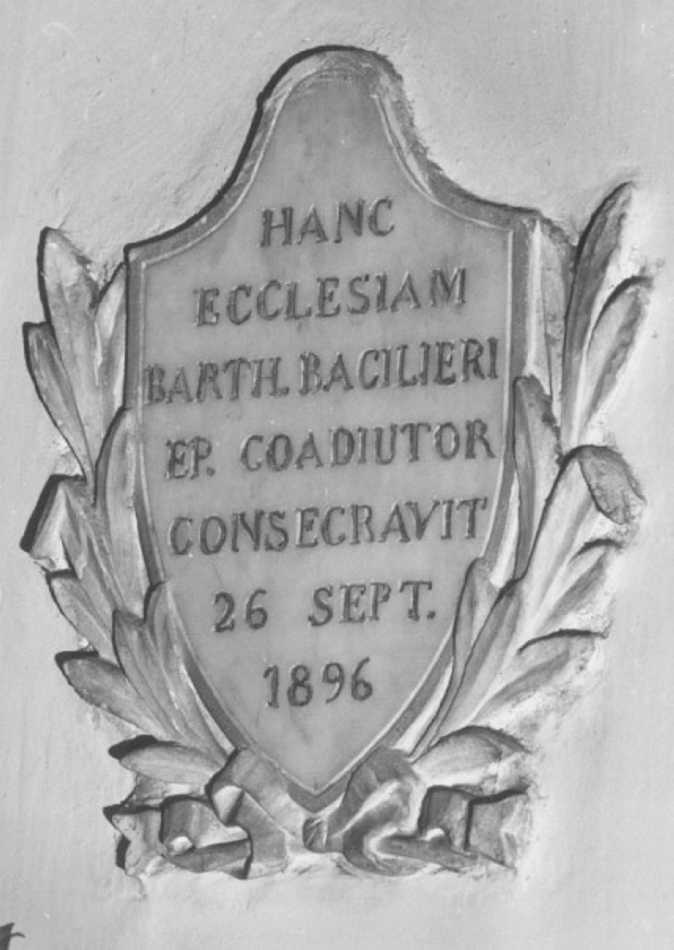 HANC
ECCLESIAM
BARTH. BACILIERI
EP. COADIUTOR
CONSECRAVIT
26 SEPT.
1896